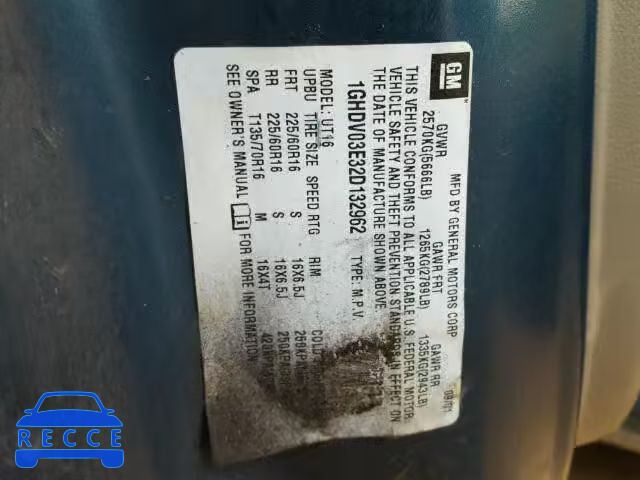 GM
MFD BY GENERAL MOTORS CORP
GVWR GAWR FRT GAWR RR
2570KG(5666LB) 1265KG(2789LB) 1335KG(2943LB)
THIS VEHICLE CONFORMS TO ALL APPLICABLE U.S. FEDERAL MOTOR
VEHICLE SAFETY AND THEFT PREVENTION STANDARDS IN EFFECT ON
THE DATE OF MANUFACTURE SHOWN ABOVE.
1GHDV03E32D132962 TYPE: M.P.V.
MODEL: UT16
UPBU TIRE SIZE SPEED RTG RIM
FRT 225/60R16 S 16X6.5J
RR 225/60R16 S 16X6.5J
SPA T135/70R16 M 16X4T
SEE OWNER'S MANUAL i FOR MORE INFORMATION
RECCE